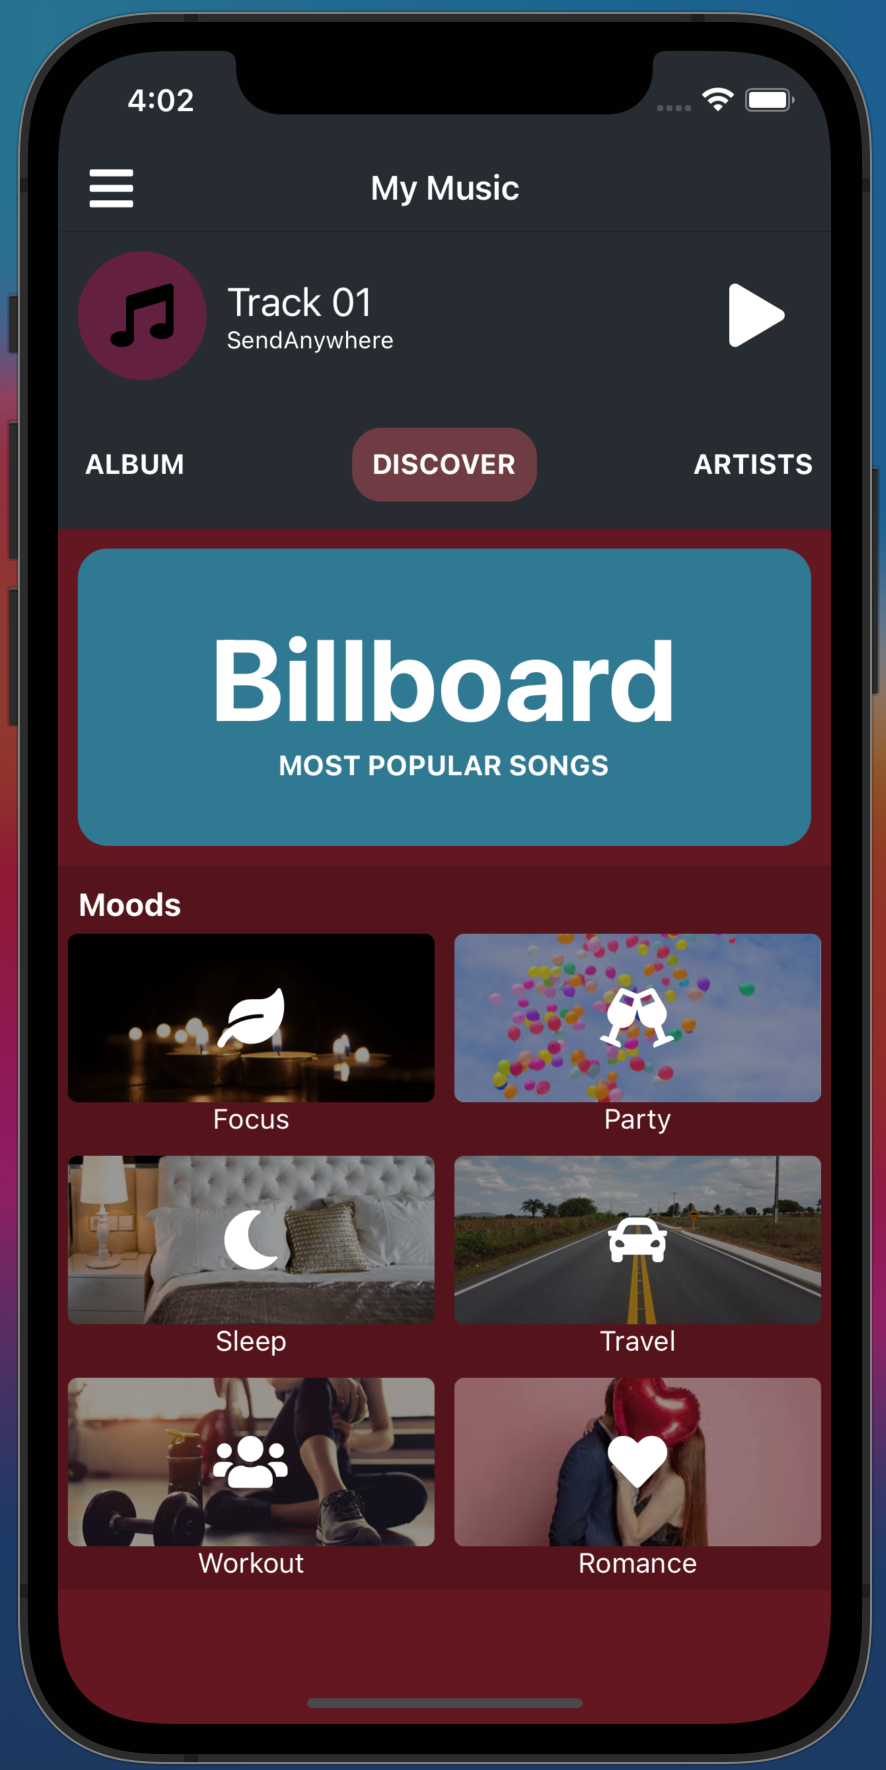 4:02
My Music
Track 01
SendAnywhere
ALBUM
DISCOVER
ARTISTS
Billboard
MOST POPULAR SONGS
Moods
Focus
Party
Sleep
Travel
Workout
Romance